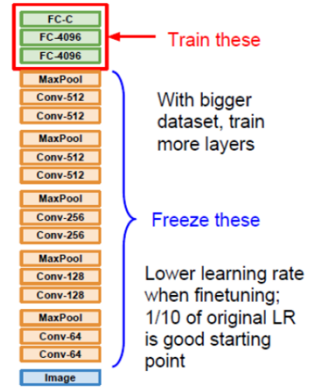 FC-C
FC-4096
FC-4096
Train these
MaxPool
Conv-512
Conv-512
MaxPool
Conv-512
Conv-512
MaxPool
Conv-256
Conv-256
MaxPool
Conv-128
Conv-128
MaxPool
Conv-64
Conv-64
Image
With bigger
dataset, train
more layers
Freeze these
Lower learning rate
when finetuning;
1/10 of original LR
is good starting
point